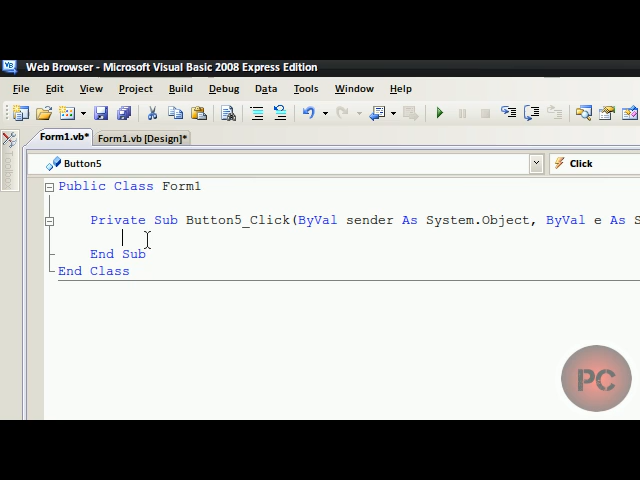 Web Browser - Microsoft Visual Basic 2008 Express Edition
File Edit View Project Build Debug Data Tools Window Help
Form1.vb* Form1.vb [Design]*
Toolbox
Button5 Click
Public Class Form1
Private Sub Button5_Click(ByVal sender As System.Object, ByVal e As S
End Sub
End Class
PC